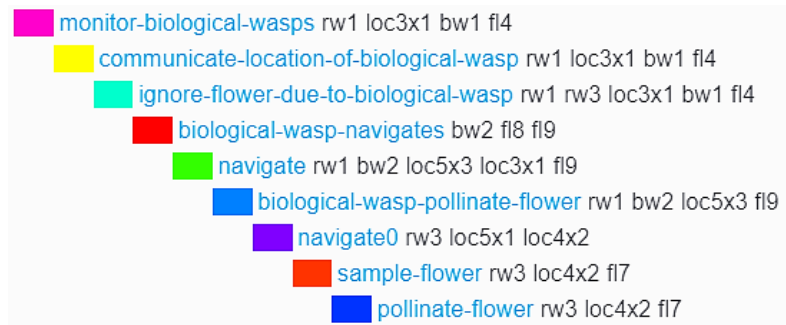 monitor-biological-wasps rw1 loc3x1 bw1 fl4
communicate-location-of-biological-wasp rw1 loc3x1 bw1 fl4
ignore-flower-due-to-biological-wasp rw1 rw3 loc3x1 bw1 fl4
biological-wasp-navigates bw2 fl8 fl9
navigate rw1 bw2 loc5x3 loc3x1 fl9
biological-wasp-pollinate-flower rw1 bw2 loc5x3 fl9
navigate0 rw3 loc5x1 loc4x2
sample-flower rw3 loc4x2 fl7
pollinate-flower rw3 loc4x2 fl7